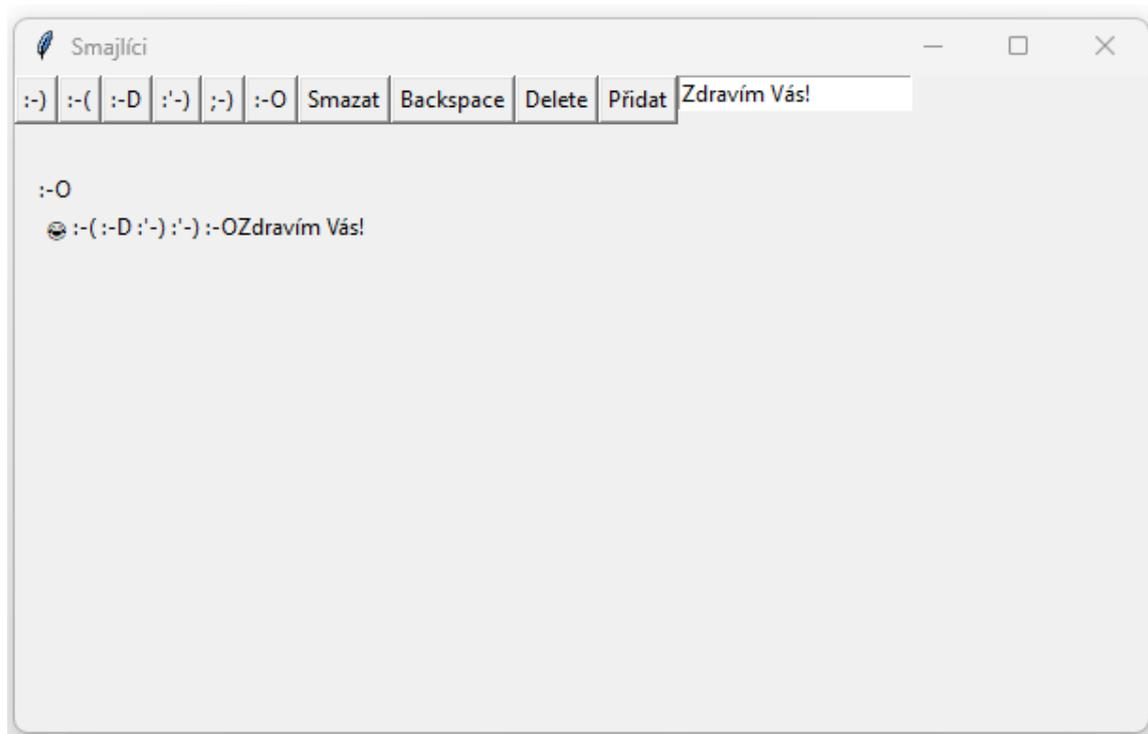 Smajlíci
:-) :-( :-D :'-) ;-) :-O Smazat Backspace Delete Přidat Zdravím Vás!
:-O
😂 :-( :-D :'-) :'-) :-OZdravím Vás!